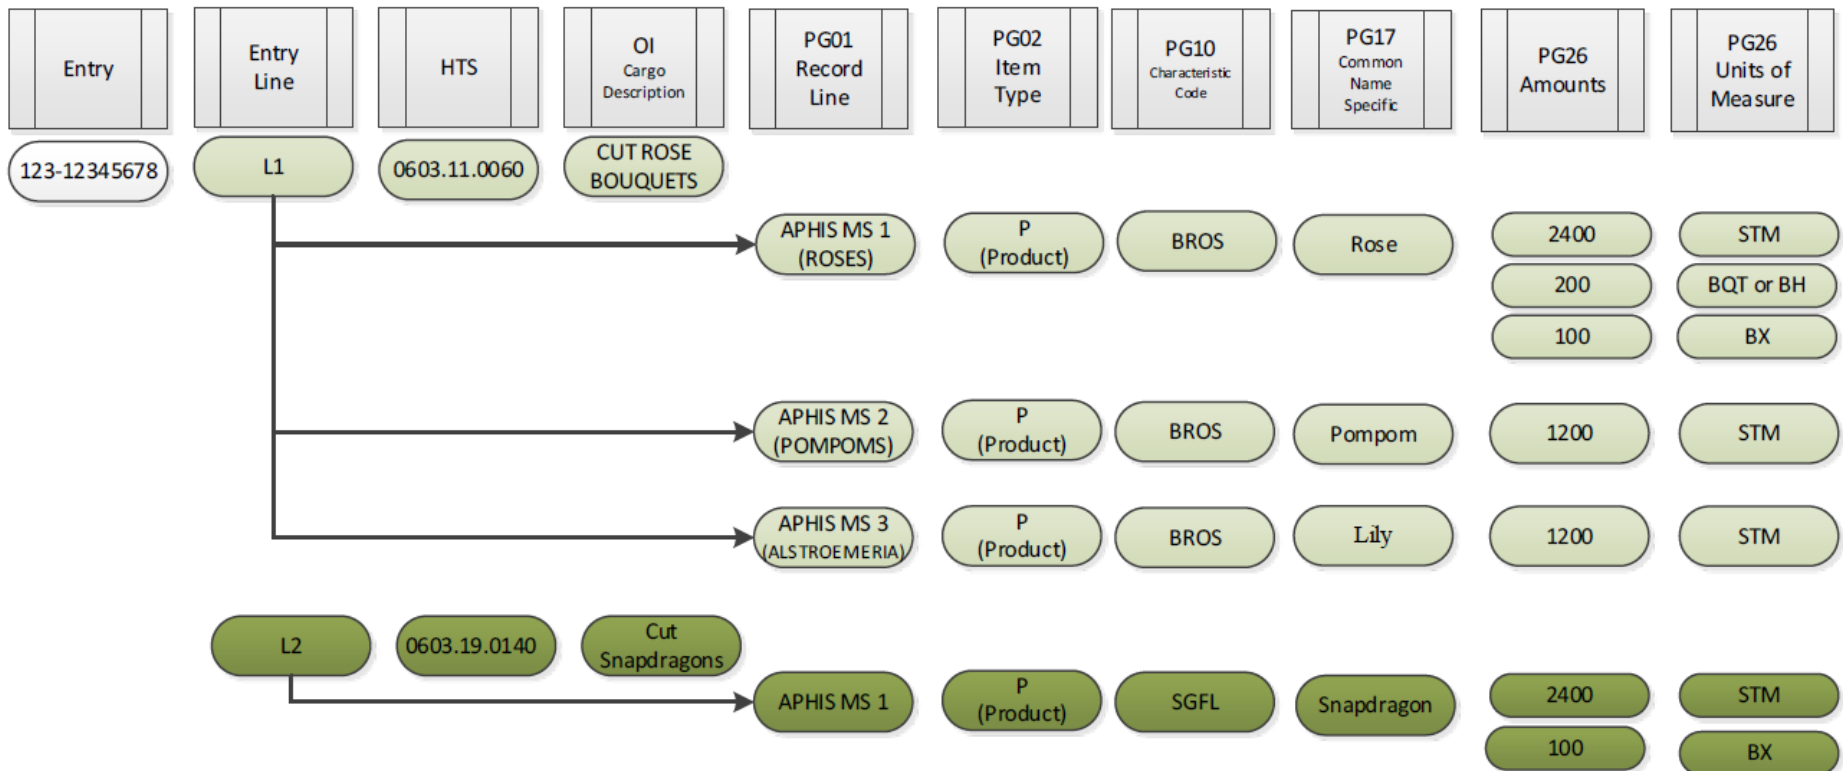 Entry
Entry
Line
HTS
OI
Cargo
Description
PG01
Record
Line
PG02
Item
Type
PG10
Characteristic
Code
PG17
Common
Name
Specific
PG26
Amounts
PG26
Units of
Measure
123-12345678
L1
0603.11.0060
CUT ROSE
BOUQUETS
APHIS MS 1
(ROSES)
P
(Product)
BROS
Rose
2400
STM
200
BQT or BH
100
BX
APHIS MS 2
(POMPOMS)
P
(Product)
BROS
Pompom
1200
STM
APHIS MS 3
(ALSTROEMERIA)
P
(Product)
BROS
Lily
1200
STM
L2
0603.19.0140
Cut
Snapdragons
APHIS MS 1
P
(Product)
SGFL
Snapdragon
2400
STM
100
BX